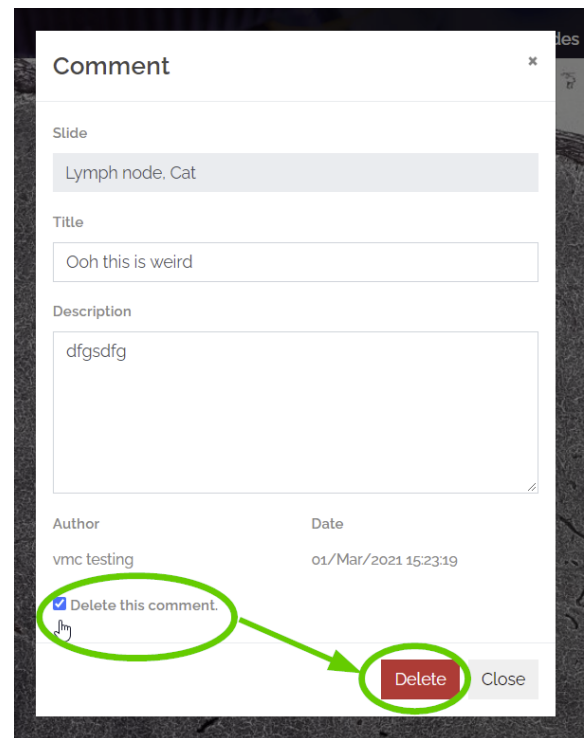 des
Comment
×
Slide
Lymph node, Cat
Title
Ooh this is weird
Description
dfgsdfg
Author Date
vmc testing 01/Mar/2021 15:23:19
Delete this comment.
Delete Close